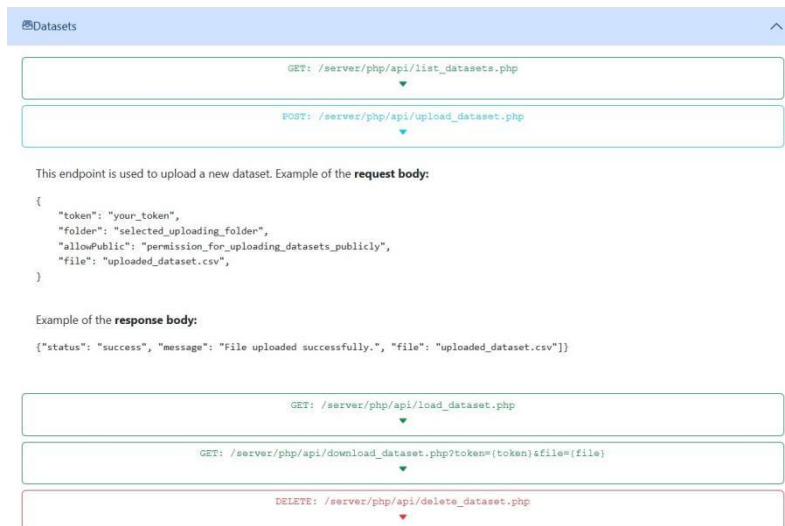 Datasets
GET: /server/php/api/list_datasets.php
POST: /server/php/api/upload_dataset.php
This endpoint is used to upload a new dataset. Example of the request body:
{
"token": "your_token",
"folder": "selected_uploading_folder",
"allowPublic": "permission_for_uploading_datasets_publicly",
"file": "uploaded_dataset.csv",
}
Example of the response body:
{"status": "success", "message": "File uploaded successfully.", "file": "uploaded_dataset.csv"]}
GET: /server/php/api/load_dataset.php
GET: /server/php/api/download_dataset.php?token={token}&file={file}
DELETE: /server/php/api/delete_dataset.php